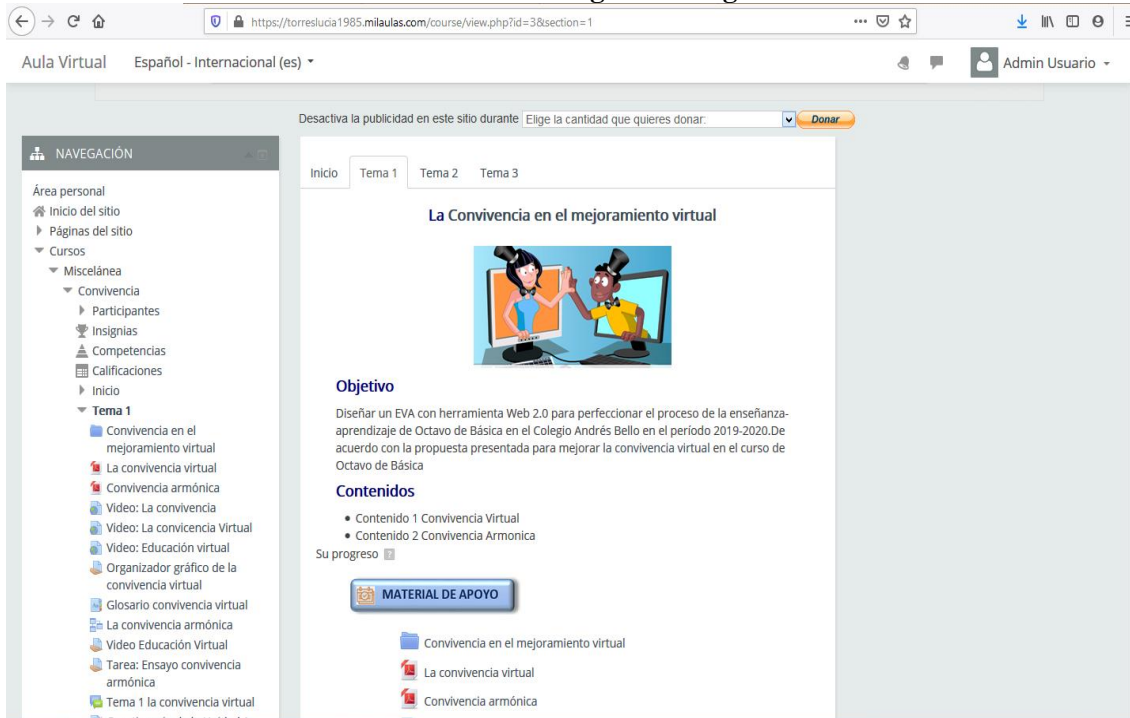 https://torreslucia1985.milaulas.com/course/view.php?id=3&section=1
Aula Virtual Español - Internacional (es) Admin Usuario
Desactiva la publicidad en este sitio durante Elige la cantidad que quieres donar: Donar
NAVEGACIÓN
Área personal
Inicio del sitio
Páginas del sitio
Cursos
Miscelánea
Convivencia
Participantes
Insignias
Competencias
Calificaciones
Inicio
Tema 1
Convivencia en el
mejoramiento virtual
La convivencia virtual
Convivencia armónica
Video: La convivencia
Video: La convicencia Virtual
Video: Educación virtual
Organizador gráfico de la
convivencia virtual
Glosario convivencia virtual
La convivencia armónica
Video Educación Virtual
Tarea: Ensayo convivencia
armónica
Tema 1 la convivencia virtual
Inicio Tema 1 Tema 2 Tema 3
La Convivencia en el mejoramiento virtual
Objetivo
Diseñar un EVA con herramienta Web 2.0 para perfeccionar el proceso de la enseñanza-
aprendizaje de Octavo de Básica en el Colegio Andrés Bello en el período 2019-2020.De
acuerdo con la propuesta presentada para mejorar la convivencia virtual en el curso de
Octavo de Básica
Contenidos
• Contenido 1 Convivencia Virtual
• Contenido 2 Convivencia Armonica
Su progreso ?
MATERIAL DE APOYO
Convivencia en el mejoramiento virtual
La convivencia virtual
Convivencia armónica